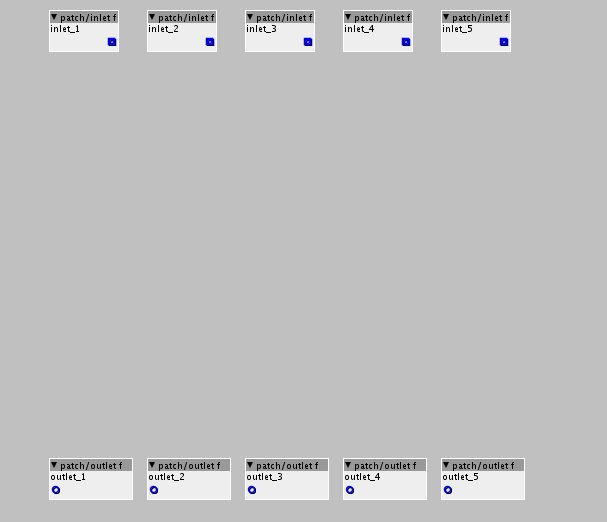 ▼ patch/inlet f ▼ patch/inlet f ▼ patch/inlet f ▼ patch/inlet f ▼ patch/inlet f
inlet_1 inlet_2 inlet_3 inlet_4 inlet_5
▼ patch/outlet f ▼ patch/outlet f ▼ patch/outlet f ▼ patch/outlet f ▼ patch/outlet f
outlet_1 outlet_2 outlet_3 outlet_4 outlet_5